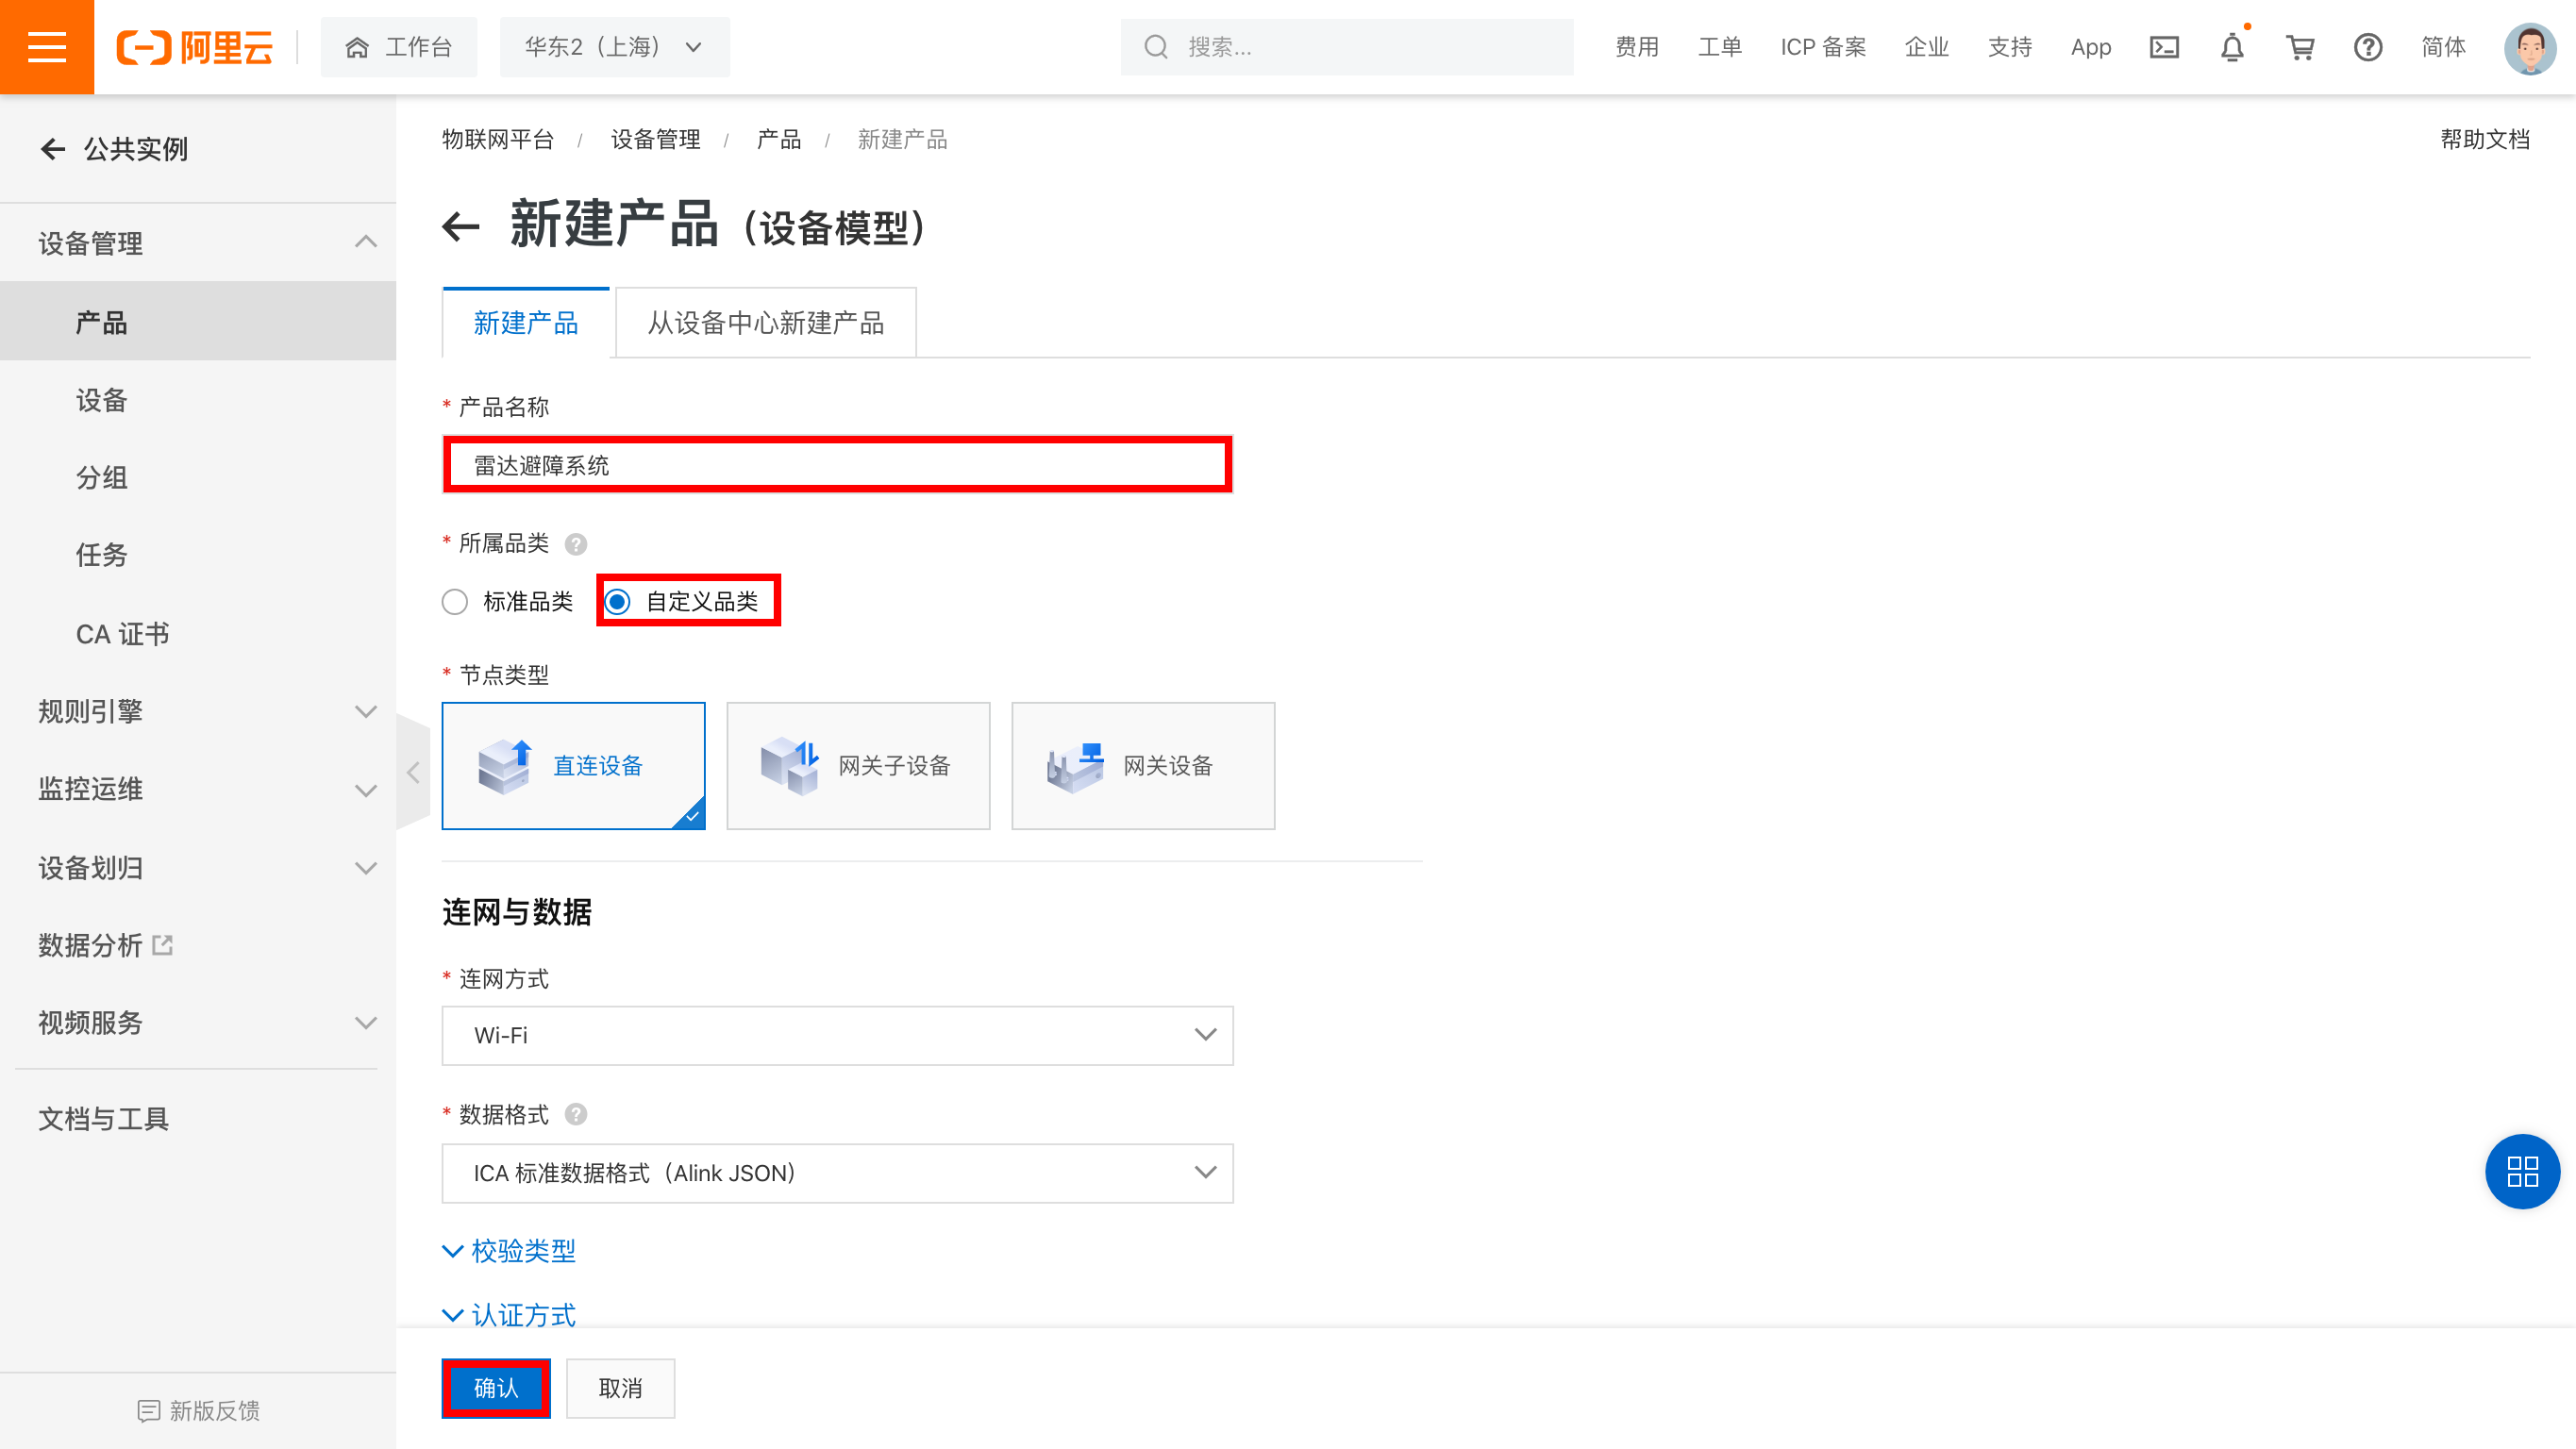 阿里云
工作台
华东2（上海）
搜索...
费用
工单
ICP 备案
企业
支持
App
简体
公共实例
设备管理
产品
设备
分组
任务
CA 证书
规则引擎
监控运维
设备划归
数据分析
视频服务
文档与工具
新版反馈
物联网平台 / 设备管理 / 产品 / 新建产品
帮助文档
新建产品（设备模型）
新建产品
从设备中心新建产品
* 产品名称
雷达避障系统
* 所属品类 ?
标准品类
自定义品类
* 节点类型
直连设备
网关子设备
网关设备
连网与数据
* 连网方式
Wi-Fi
* 数据格式 ?
ICA 标准数据格式（Alink JSON）
校验类型
认证方式
确认
取消